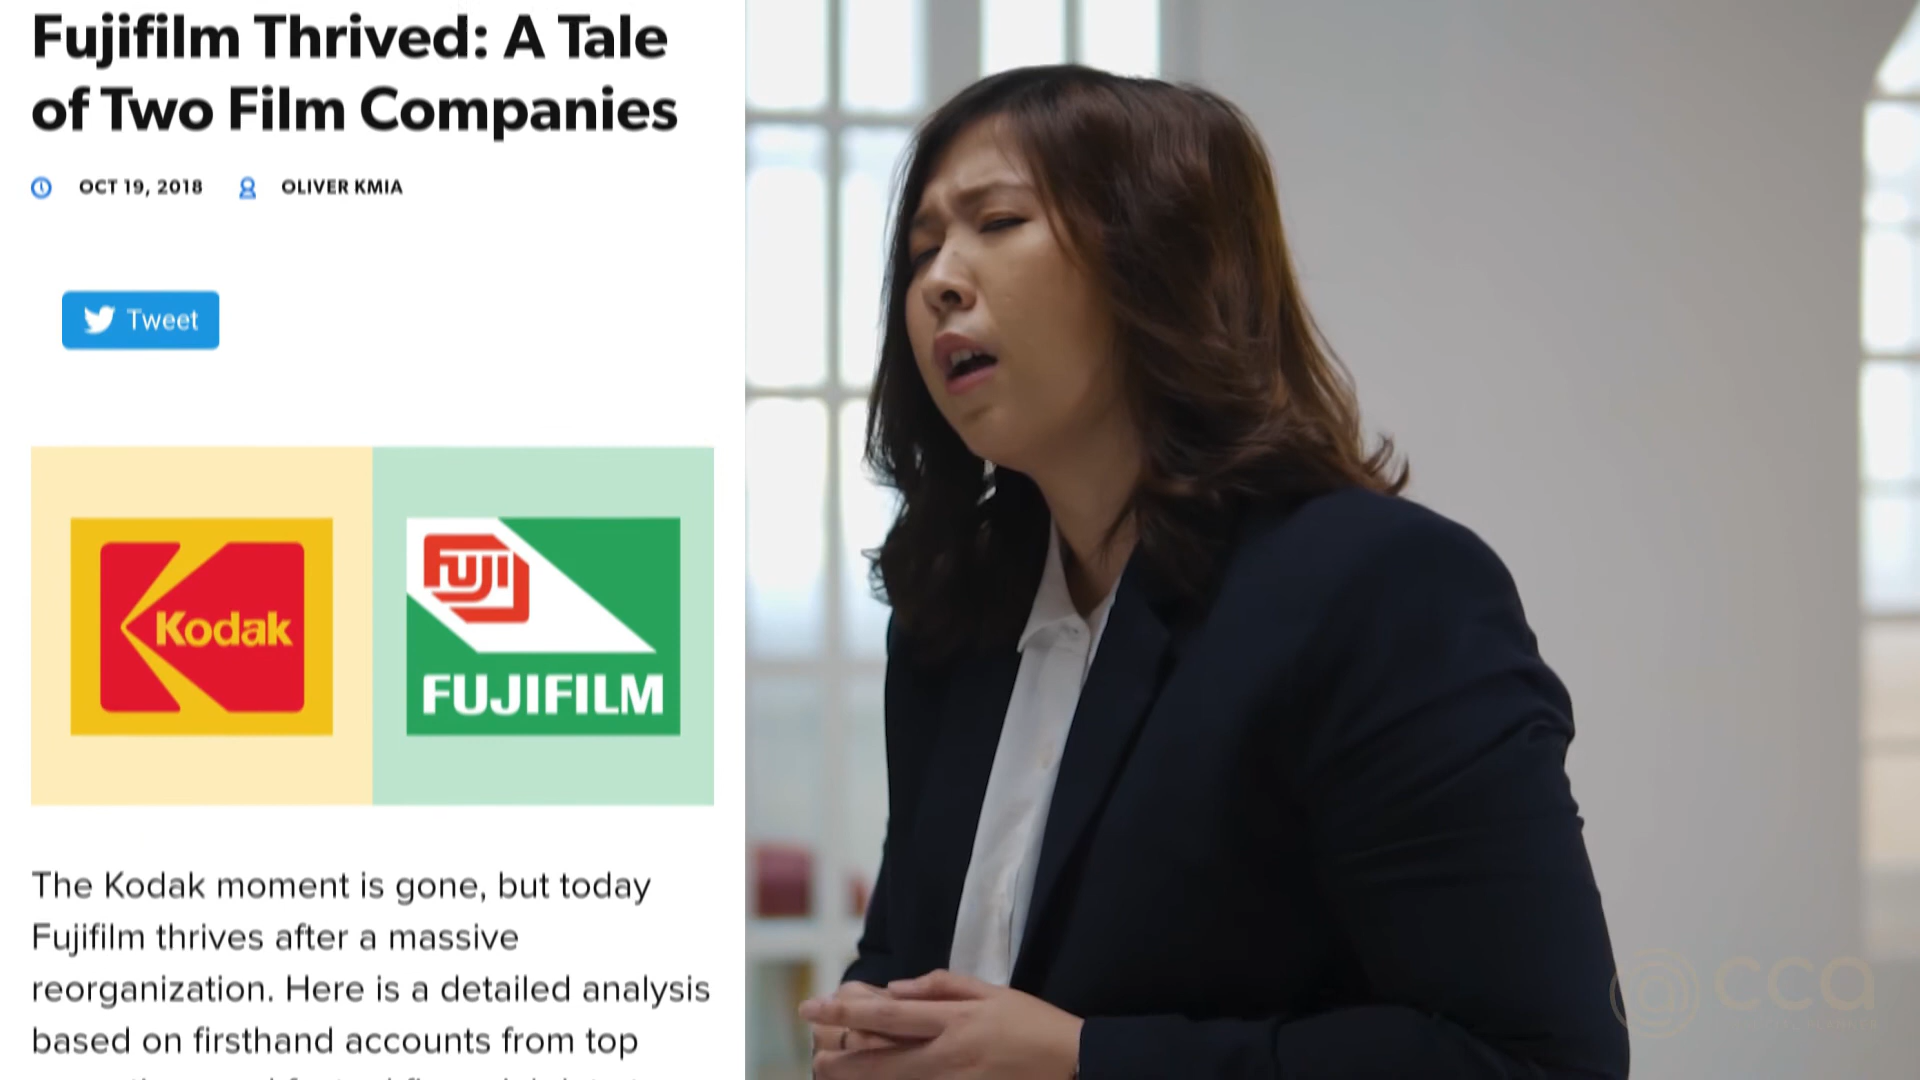 Fujifilm Thrived: A Tale
of Two Film Companies
OCT 19, 2018 OLIVER KMIA
Tweet
Kodak
FUJI
FUJIFILM
The Kodak moment is gone, but today
Fujifilm thrives after a massive
reorganization. Here is a detailed analysis
based on firsthand accounts from top
cca